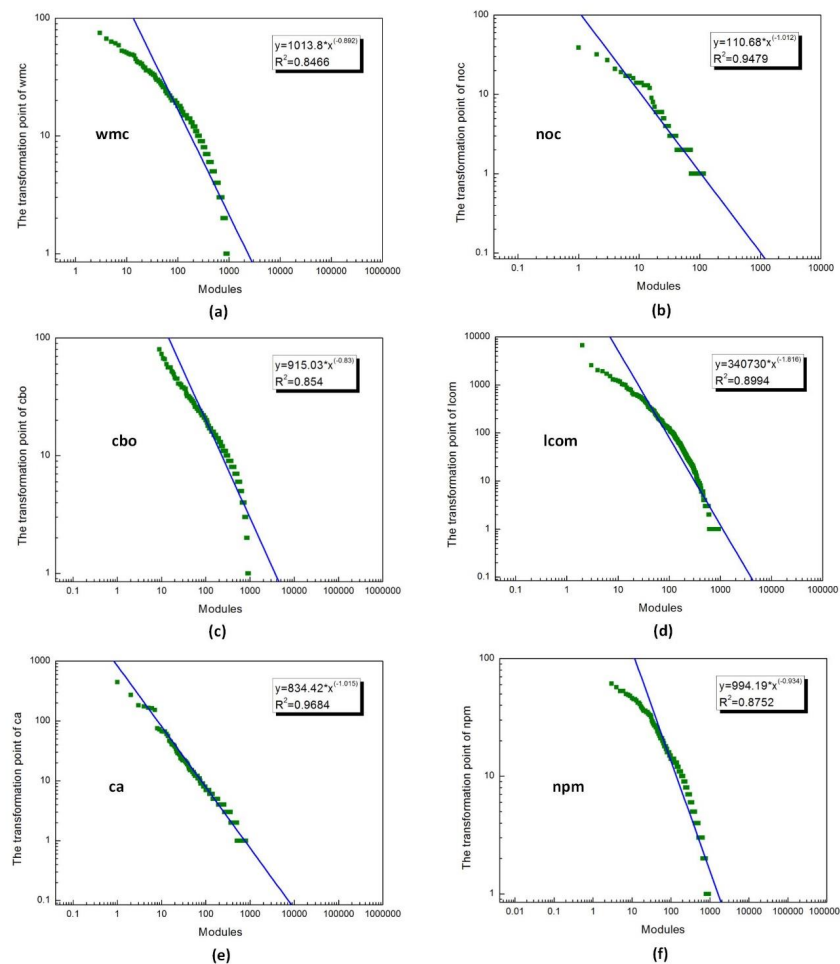 100
10
1
The transformation point of wmc
y=1013.8*x^(-0.892)
R²=0.8466
wmc
1 10 100 1000 10000 100000 1000000
Modules
(a)
100
10
1
0.1
The transformation point of noc
y=110.68*x^(-1.012)
R²=0.9479
noc
0.1 1 10 100 1000 10000
Modules
(b)
100
10
1
The transformation point of cbo
y=915.03*x^(-0.83)
R²=0.854
cbo
1 10 100 1000 10000 100000 1000000
Modules
(c)
10000
1000
100
10
1
0.1
The transformation point of lcom
y=340730*x^(-1.816)
R²=0.8994
lcom
0.1 1 10 100 1000 10000 100000
Modules
(d)
1000
100
10
1
0.1
The transformation point of ca
y=834.42*x^(-1.015)
R²=0.9684
ca
0.1 1 10 100 1000 10000 100000 1000000
Modules
(e)
100
10
1
The transformation point of npm
y=994.19*x^(-0.934)
R²=0.8752
npm
0.01 0.1 1 10 100 1000 10000 100000 1000000
Modules
(f)